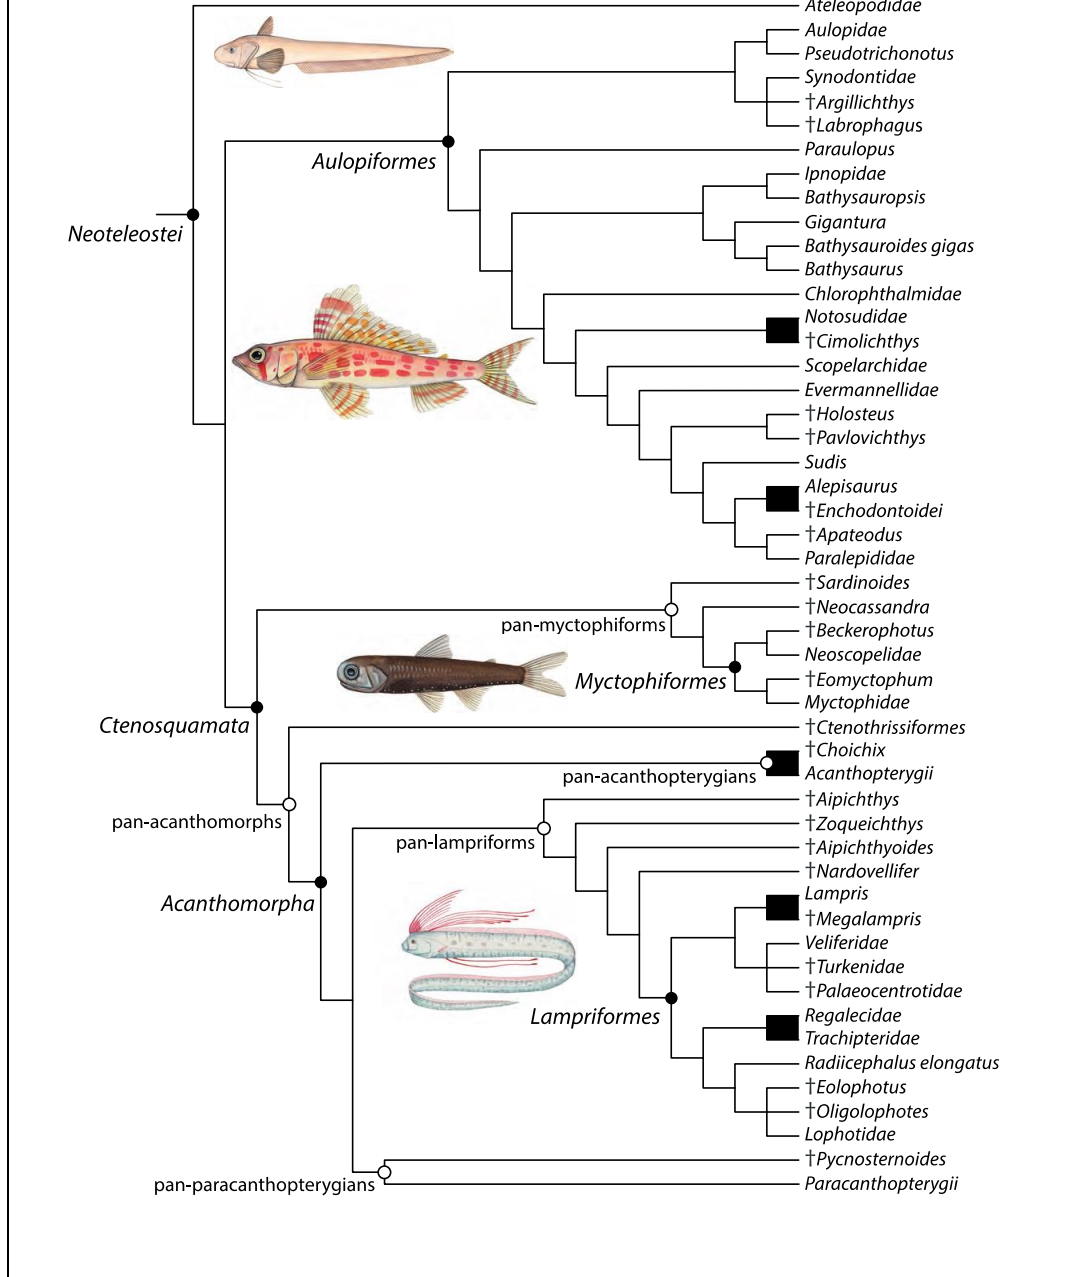 Ateleopodidae
Aulopidae
Pseudotrichonotus
Synodontidae
†Argillichthys
†Labrophagus
Paraulopus
Aulopiformes
Ipnopidae
Bathysauropsis
Gigantura
Neoteleostei
Bathysauroides gigas
Bathysaurus
Chlorophthalmidae
Notosudidae
†Cimolichthys
Scopelarchidae
Evermannellidae
†Holosteus
†Pavlovichthys
Sudis
Alepisaurus
†Enchodontoidei
†Apateodus
Paralepididae
†Sardinoides
†Neocassandra
pan-myctophiforms
†Beckerophotus
Neoscopelidae
†Eomyctophum
Myctophiformes
Myctophidae
Ctenosquamata
†Ctenothrissiformes
†Choichix
Acanthopterygii
pan-acanthopterygians
†Aipichthys
pan-acanthomorphs
†Zoqueichthys
pan-lampriforms
†Aipichthyoides
†Nardovellifer
Lampris
Acanthomorpha
†Megalampris
Veliferidae
†Turkenidae
†Palaeocentrotidae
Regalecidae
Lampriformes
Trachipteridae
Radiicephalus elongatus
†Eolophotus
†Oligolophotes
Lophotidae
†Pycnosternoides
pan-paracanthopterygians
Paracanthopterygii